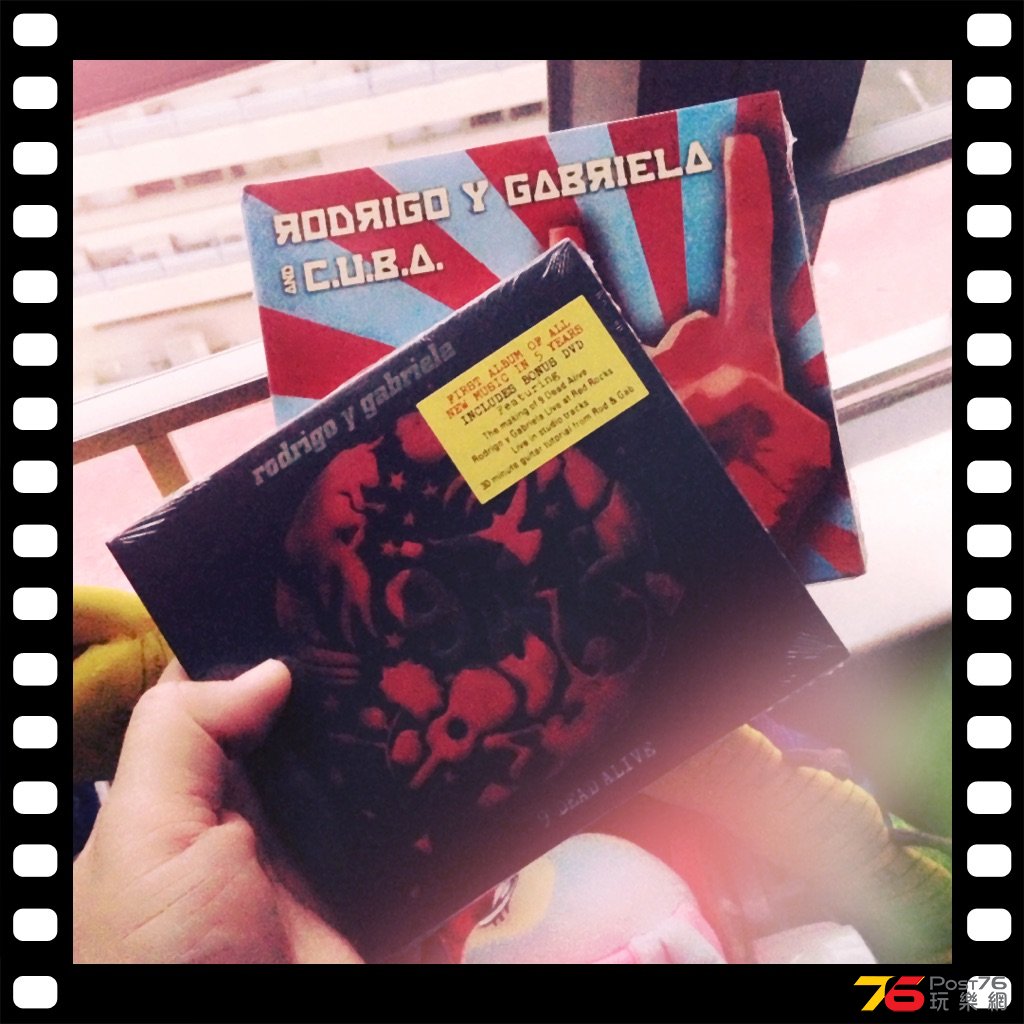 RODRIGO Y GABRIELA
AND C.U.B.A.
rodrigo y gabriela
FIRST ALBUM OF ALL
NEW MUSIC IN 5 YEARS
INCLUDES BONUS DVD
Featuring
The making of 9 Dead Alive
Rodrigo y Gabriela Live at Red Rocks
Live in studio tracks
30 minute guitar tutorial from Rod & Gab
9 DEAD ALIVE
76 POST76
玩樂網